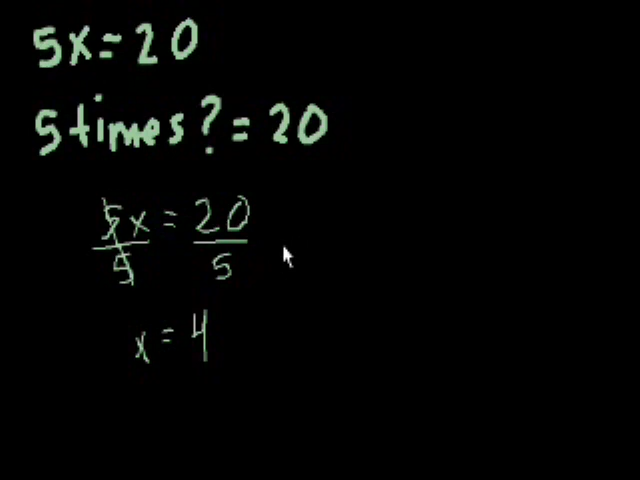 5x=20
5 times ? = 20
5x = 20
5 5
x = 4